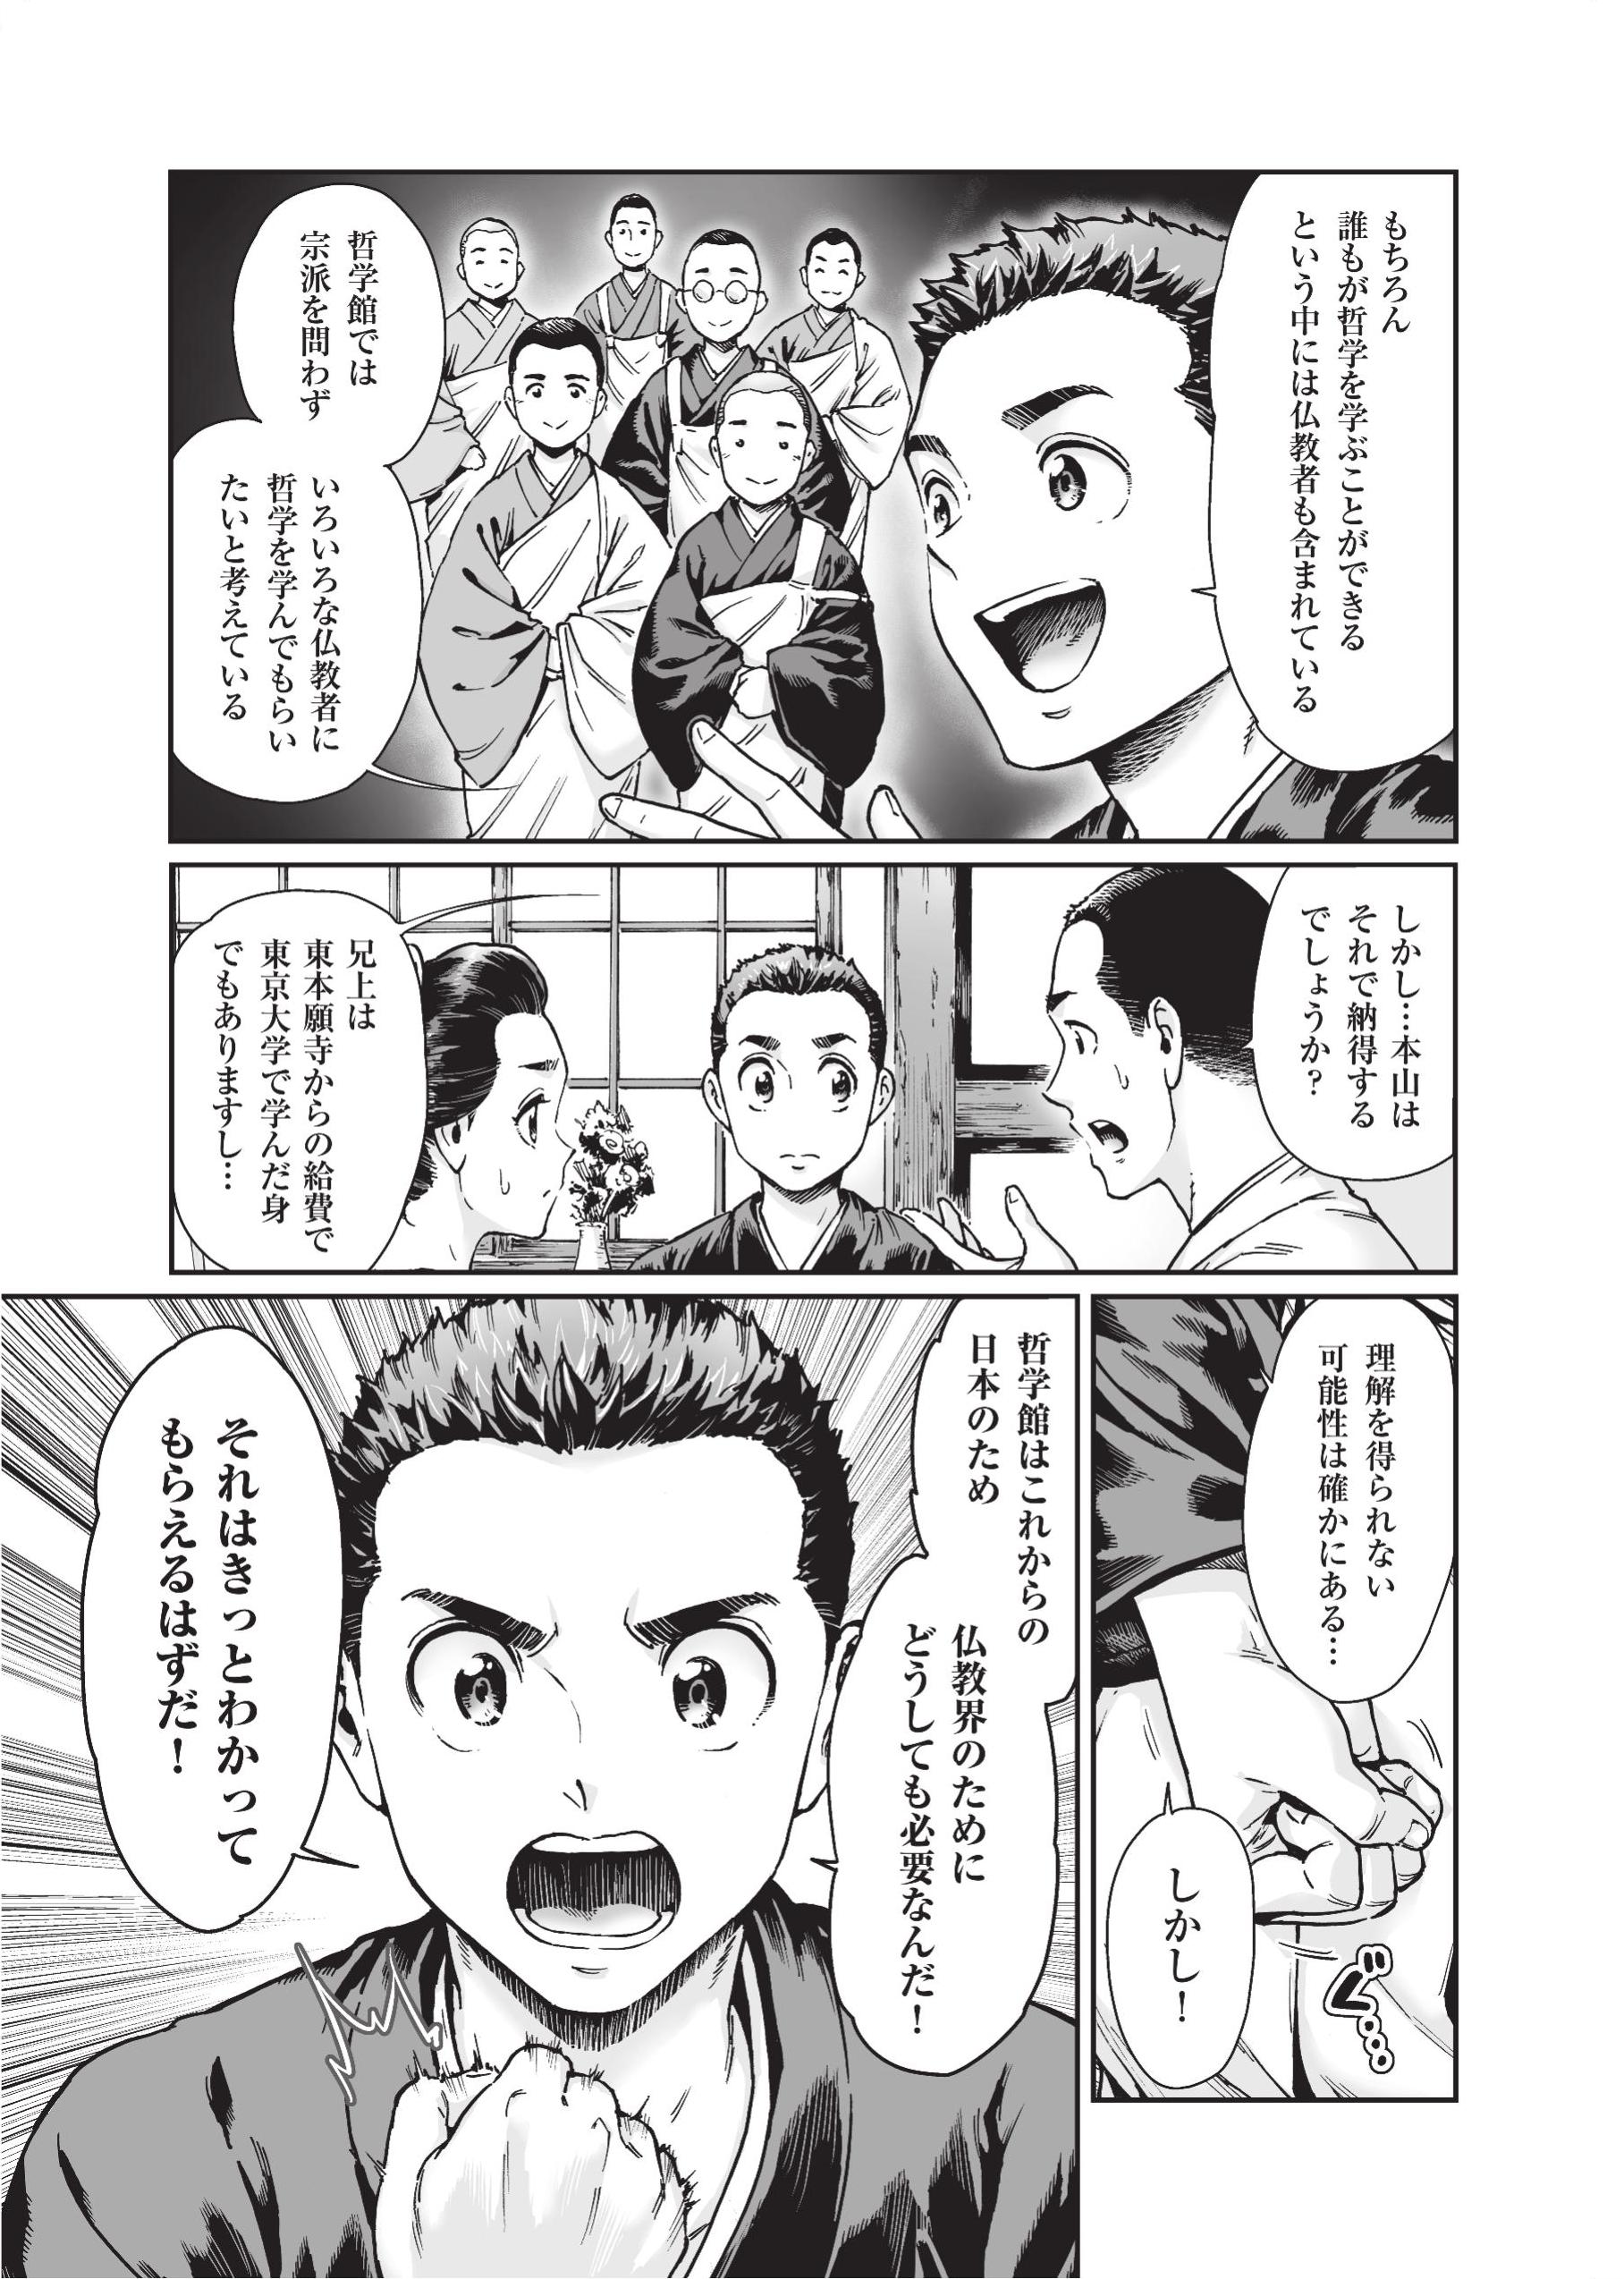 もちろん
誰もが哲学を学ぶことができる
という中には仏教者も含まれている
哲学館では
宗派を問わず
いろいろな仏教者に
哲学を学んでもらい
たいと考えている
しかし…本山は
それで納得する
でしょうか?
兄上は
東本願寺からの給費で
東京大学で学んだ身
でもありますし…
理解を得られない
可能性は確かにある…
しかし!
ぐ…
哲学館はこれからの
日本のため
仏教界のために
どうしても必要なんだ!
それはきっとわかって
もらえるはずだ!